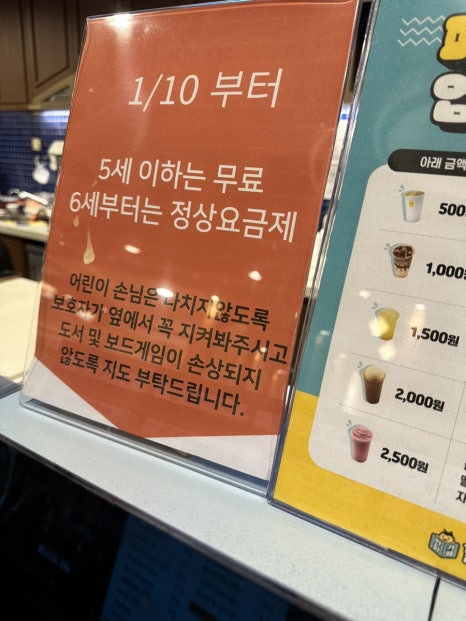 1/10 부터
5세 이하는 무료
6세부터는 정상요금제
어린이 손님은 다치지않도록
보호자가 옆에서 꼭 지켜봐주시고
도서 및 보드게임이 손상되지
않도록 지도 부탁드립니다.
아래 금액
500
1,000원
1,500원
2,000원
2,500원